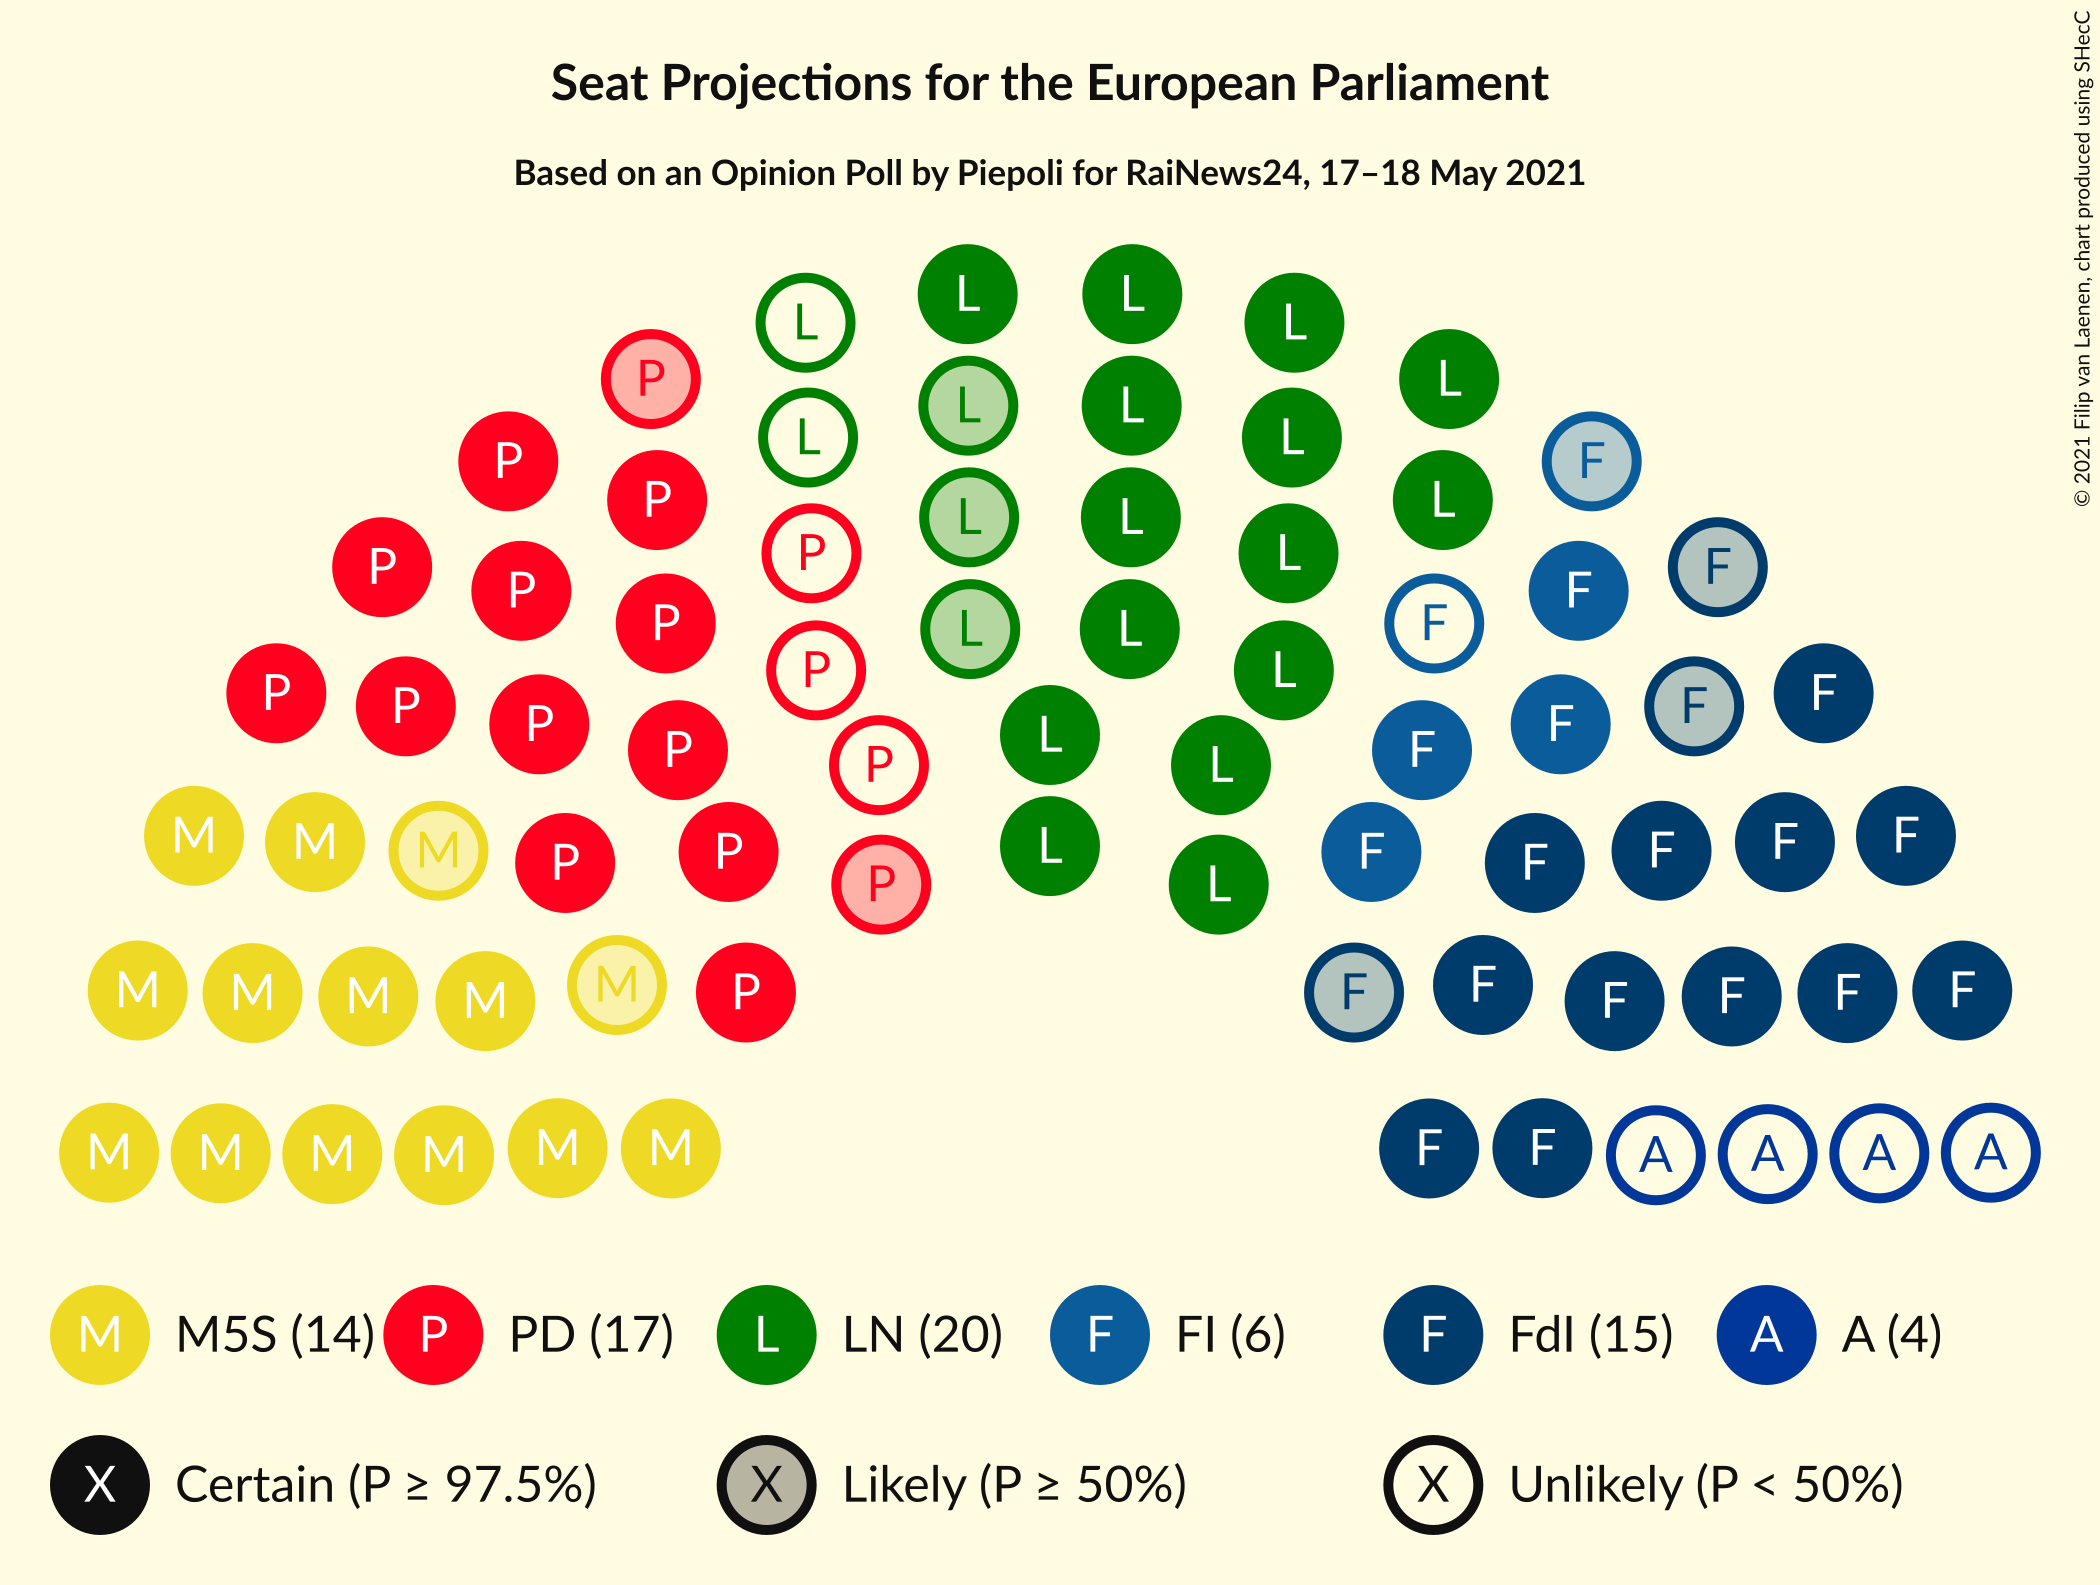 Seat Projections for the European Parliament
Based on an Opinion Poll by Piepoli for RaiNews24, 17–18 May 2021
© 2021 Filip van Laenen, chart produced using SHecC
L L L L
P L
L L L L
P F
P L L
P L L L F
P P F F
P F
P L L L F
P P F F
P P L L F
P P F F
M M M P P P L L F F F F F
M M M M M P F F F F F F
M M M M M M F F A A A A
M M5S (14) P PD (17) L LN (20) F FI (6) F FdI (15) A A (4)
X Certain (P ≥ 97.5%) X Likely (P ≥ 50%) X Unlikely (P < 50%)